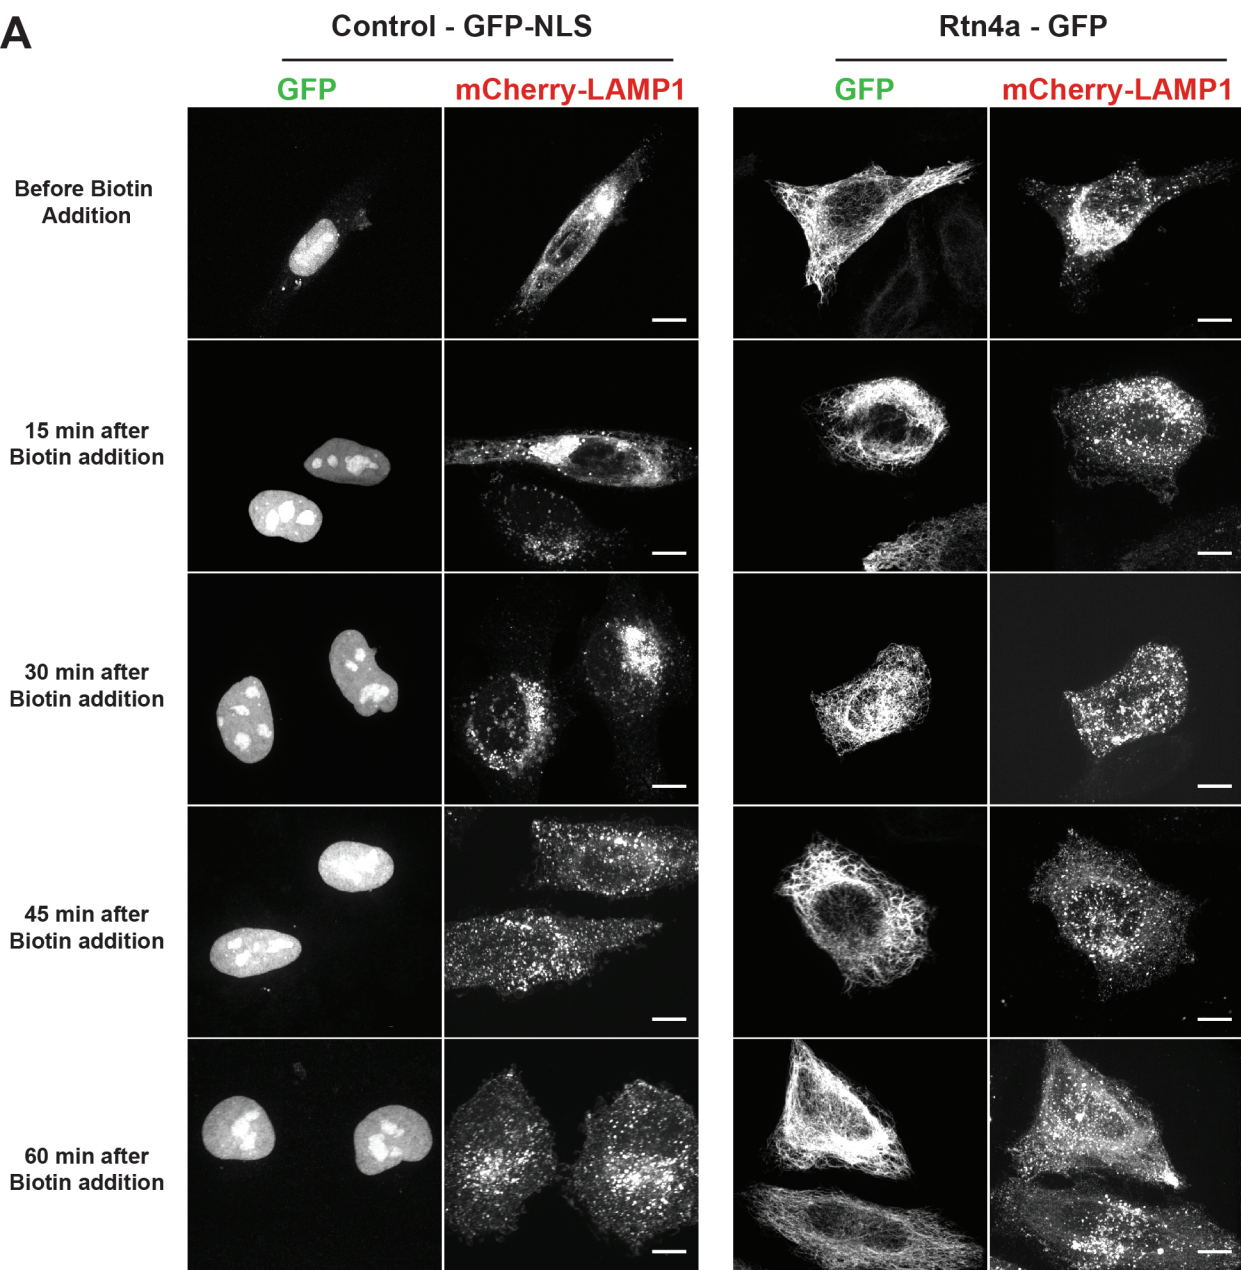 A
Control - GFP-NLS
Rtn4a - GFP
GFP
mCherry-LAMP1
GFP
mCherry-LAMP1
Before Biotin
Addition
15 min after
Biotin addition
30 min after
Biotin addition
45 min after
Biotin addition
60 min after
Biotin addition